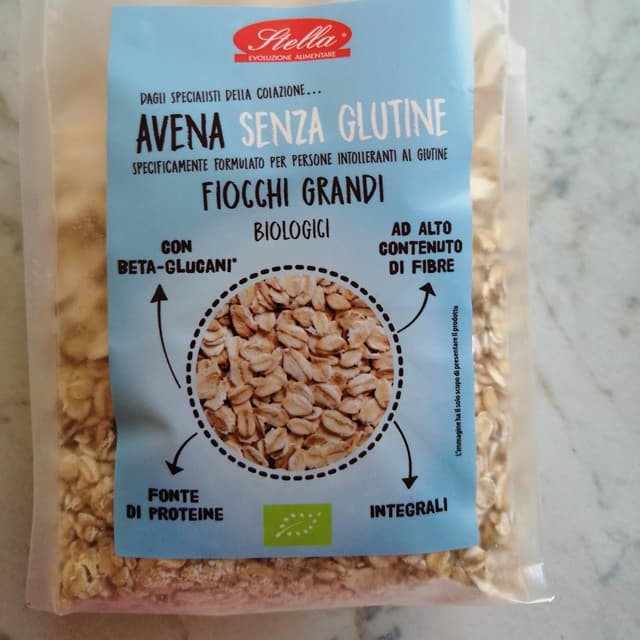 Stella
EVOLUZIONE ALIMENTARE
DAGLI SPECIALISTI DELLA COLAZIONE...
AVENA SENZA GLUTINE
SPECIFICAMENTE FORMULATO PER PERSONE INTOLLERANTI AL GLUTINE
FIOCCHI GRANDI
BIOLOGICI
CON
BETA-GLUCANI*
AD ALTO
CONTENUTO
DI FIBRE
L'immagine ha il solo scopo di presentare il prodotto
FONTE
DI PROTEINE
INTEGRALI